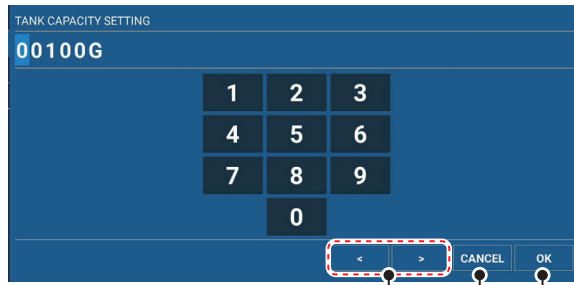 TANK CAPACITY SETTING
00100G
1 2 3
4 5 6
7 8 9
0
< > CANCEL OK